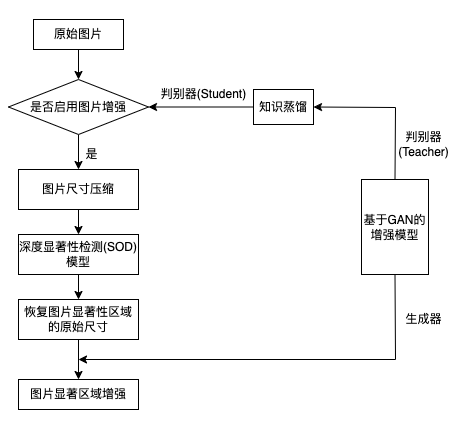 原始图片
是否启用图片增强
判别器(Student)
知识蒸馏
判别器
(Teacher)
是
图片尺寸压缩
基于GAN的
增强模型
深度显著性检测(SOD)
模型
恢复图片显著性区域
的原始尺寸
生成器
图片显著区域增强